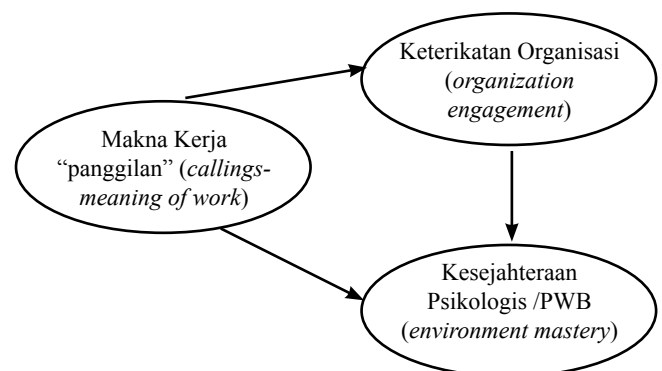 Keterikatan Organisasi
(organization
engagement)
Makna Kerja
“panggilan” (callings-
meaning of work)
Kesejahteraan
Psikologis /PWB
(environment mastery)